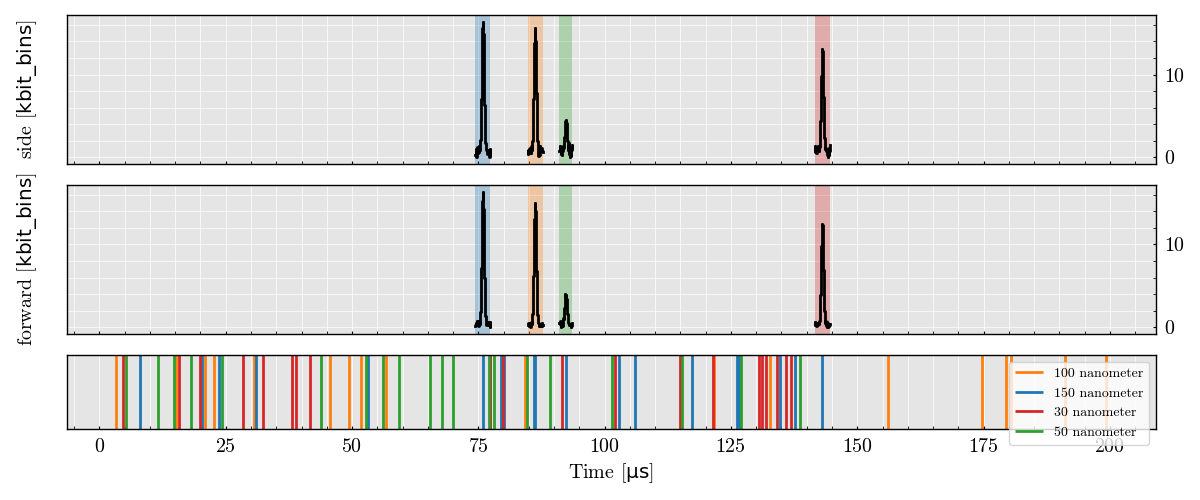 side [kbit_bins]
10
0
forward [kbit_bins]
10
0
100 nanometer
150 nanometer
30 nanometer
50 nanometer
0 25 50 75 100 125 150 175 200
Time [μs]